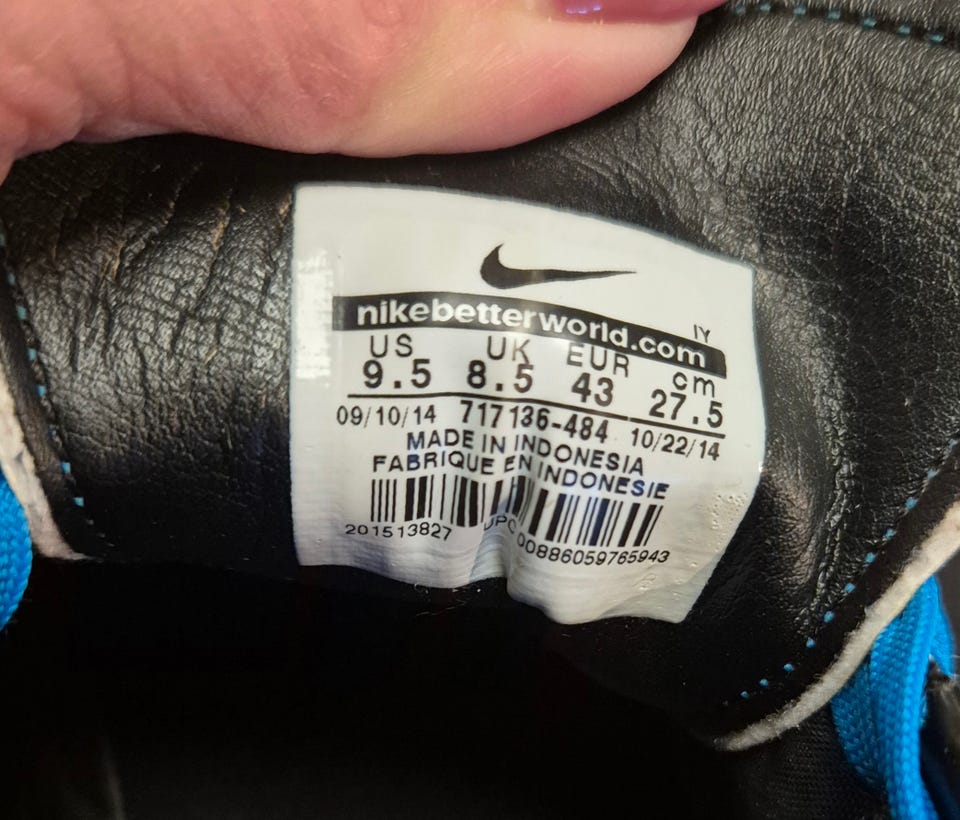 nikebetterworld.com
IY
US UK EUR cm
9.5 8.5 43 27.5
09/10/14 717136-484 10/22/14
MADE IN INDONESIA
FABRIQUE EN INDONESIE
201513827 UPC 00886059765943